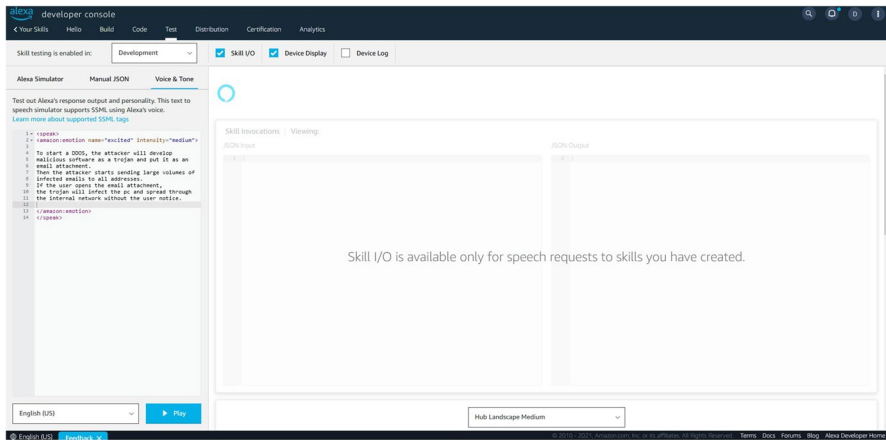 alexa developer console
D
Your Skills Hello Build Code Test Distribution Certification Analytics
Skill testing is enabled in: Development Skill I/O Device Display Device Log
Alexa Simulator Manual JSON Voice & Tone
Test out Alexa's response output and personality. This text to
speech simulator supports SSML using Alexa's voice.
Learn more about supported SSML tags
1 <speak>
2 <amazon:emotion name="excited" intensity="medium">
3
4 To start a DDOS, the attacker will develop
5 malicious software as a trojan and put it as an
6 email attachment.
7 Then the attacker starts sending large volumes of
8 infected emails to all addresses.
9 If the user opens the email attachment,
10 the trojan will infect the pc and spread through
11 the internal network without the user notice.
12
13 </amazon:emotion>
14 </speak>
English (US) Play
Skill Invocations Viewing:
JSON Input JSON Output
1 1
Skill I/O is available only for speech requests to skills you have created.
Hub Landscape Medium
English (US) Feedback © 2010 - 2021, Amazon.com, Inc. or its affiliates. All Rights Reserved. Terms Docs Forums Blog Alexa Developer Home